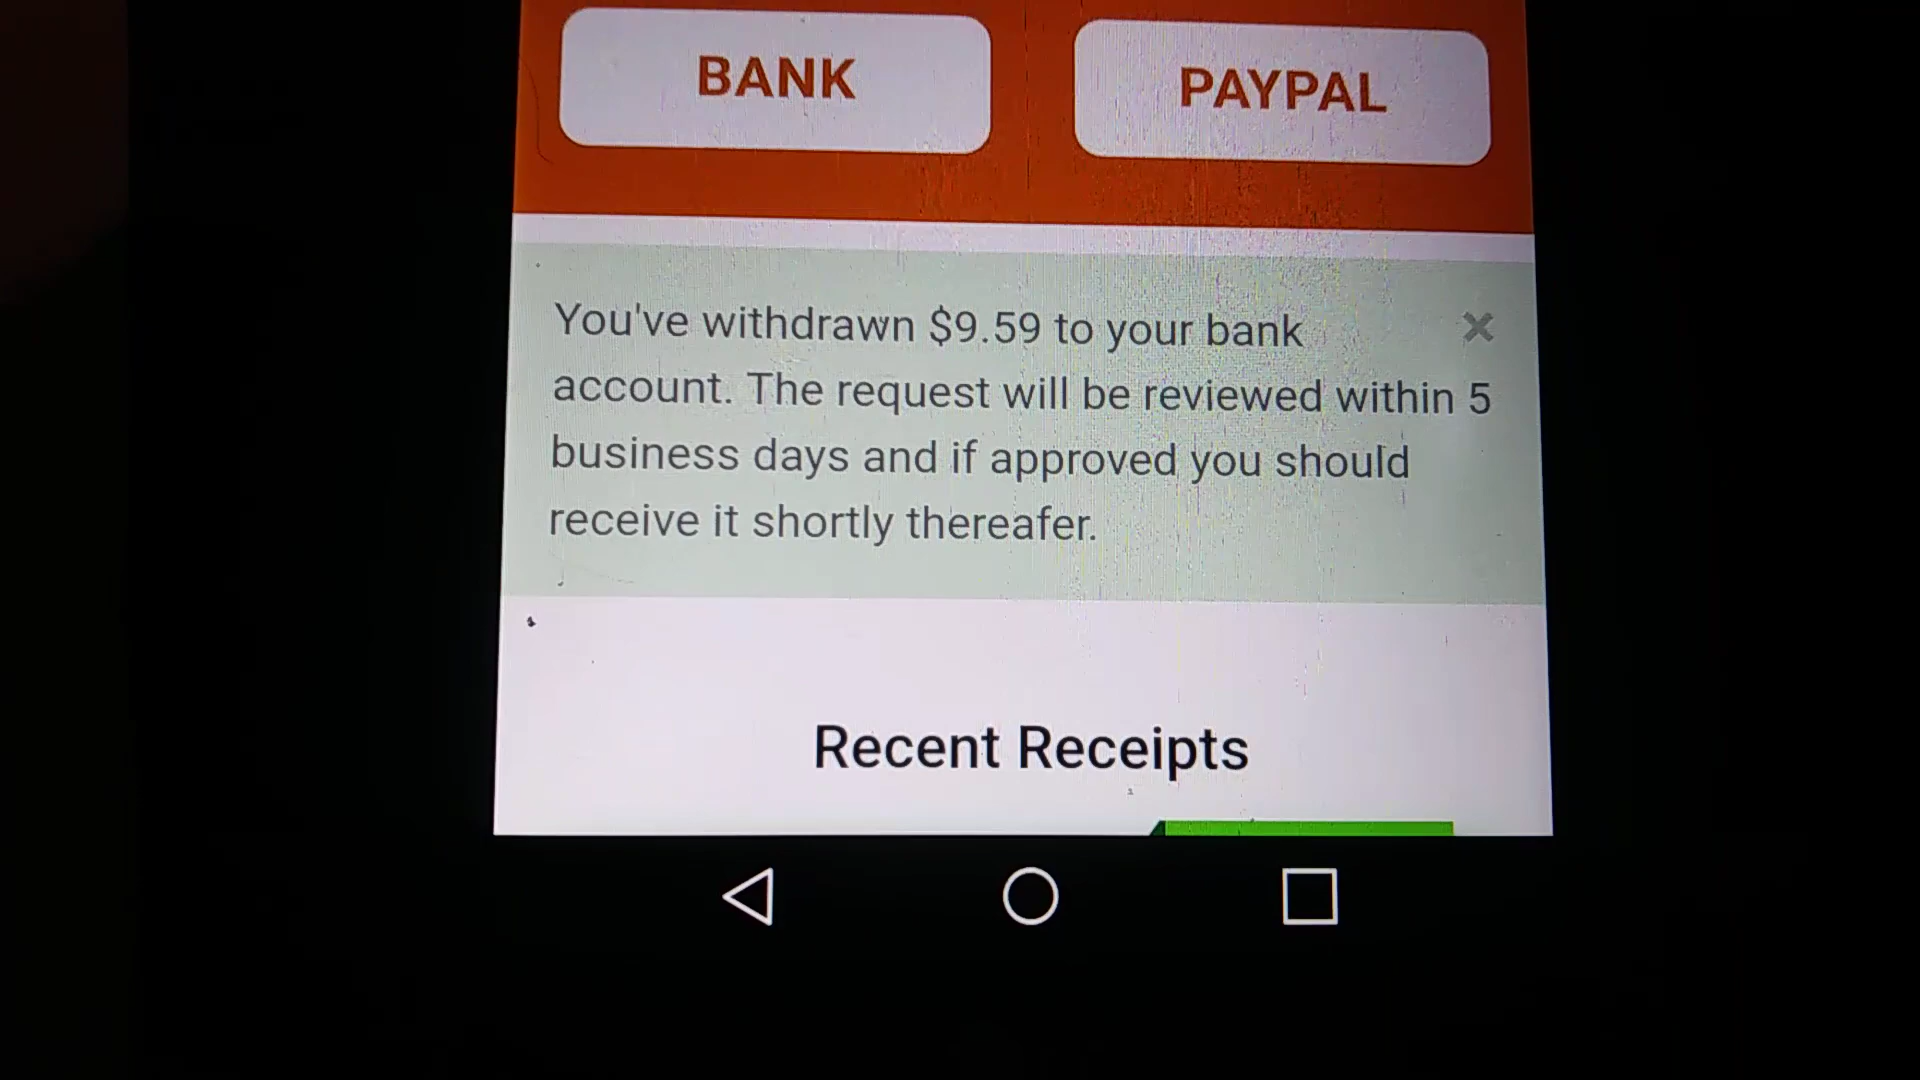 BANK
PAYPAL
You've withdrawn $9.59 to your bank
account. The request will be reviewed within 5
business days and if approved you should
receive it shortly thereafer.
Recent Receipts